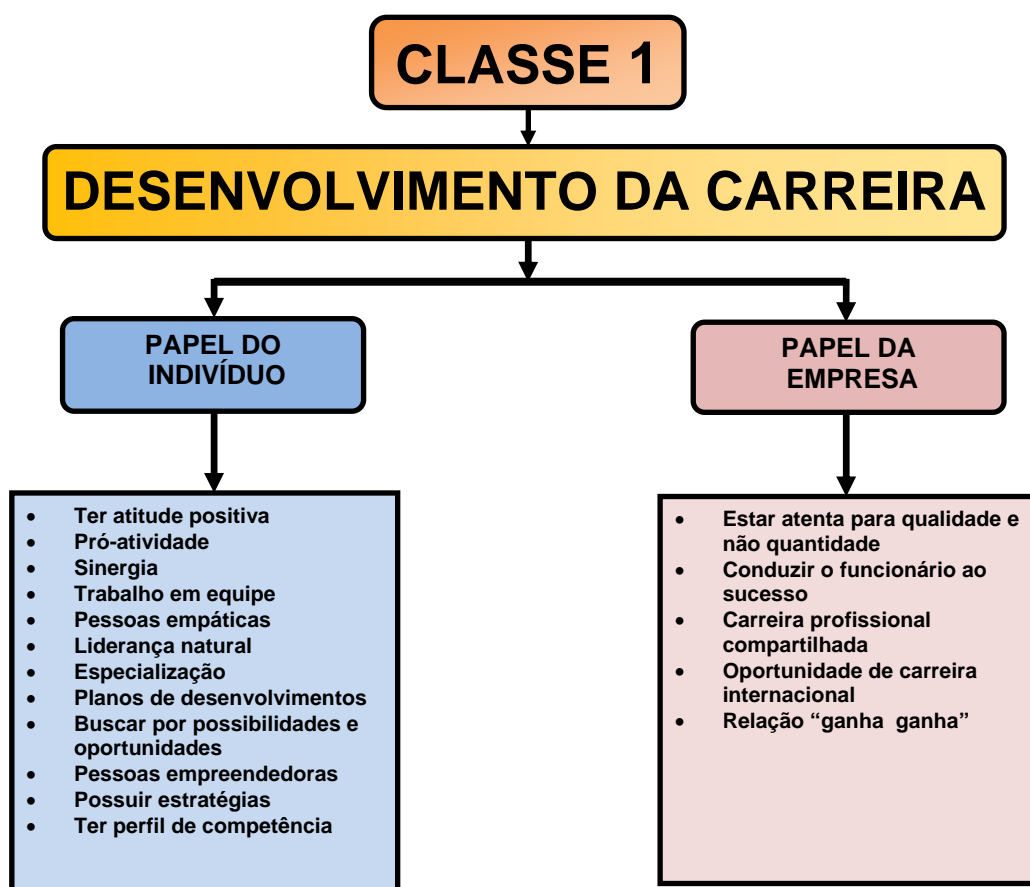 CLASSE 1
DESENVOLVIMENTO DA CARREIRA
PAPEL DO
INDIVÍDUO
PAPEL DA
EMPRESA
• Ter atitude positiva
• Pró-atividade
• Sinergia
• Trabalho em equipe
• Pessoas empáticas
• Liderança natural
• Especialização
• Planos de desenvolvimentos
• Buscar por possibilidades e
oportunidades
• Pessoas empreendedoras
• Possuir estratégias
• Ter perfil de competência
• Estar atenta para qualidade e
não quantidade
• Conduzir o funcionário ao
sucesso
• Carreira profissional
compartilhada
• Oportunidade de carreira
internacional
• Relação “ganha ganha”